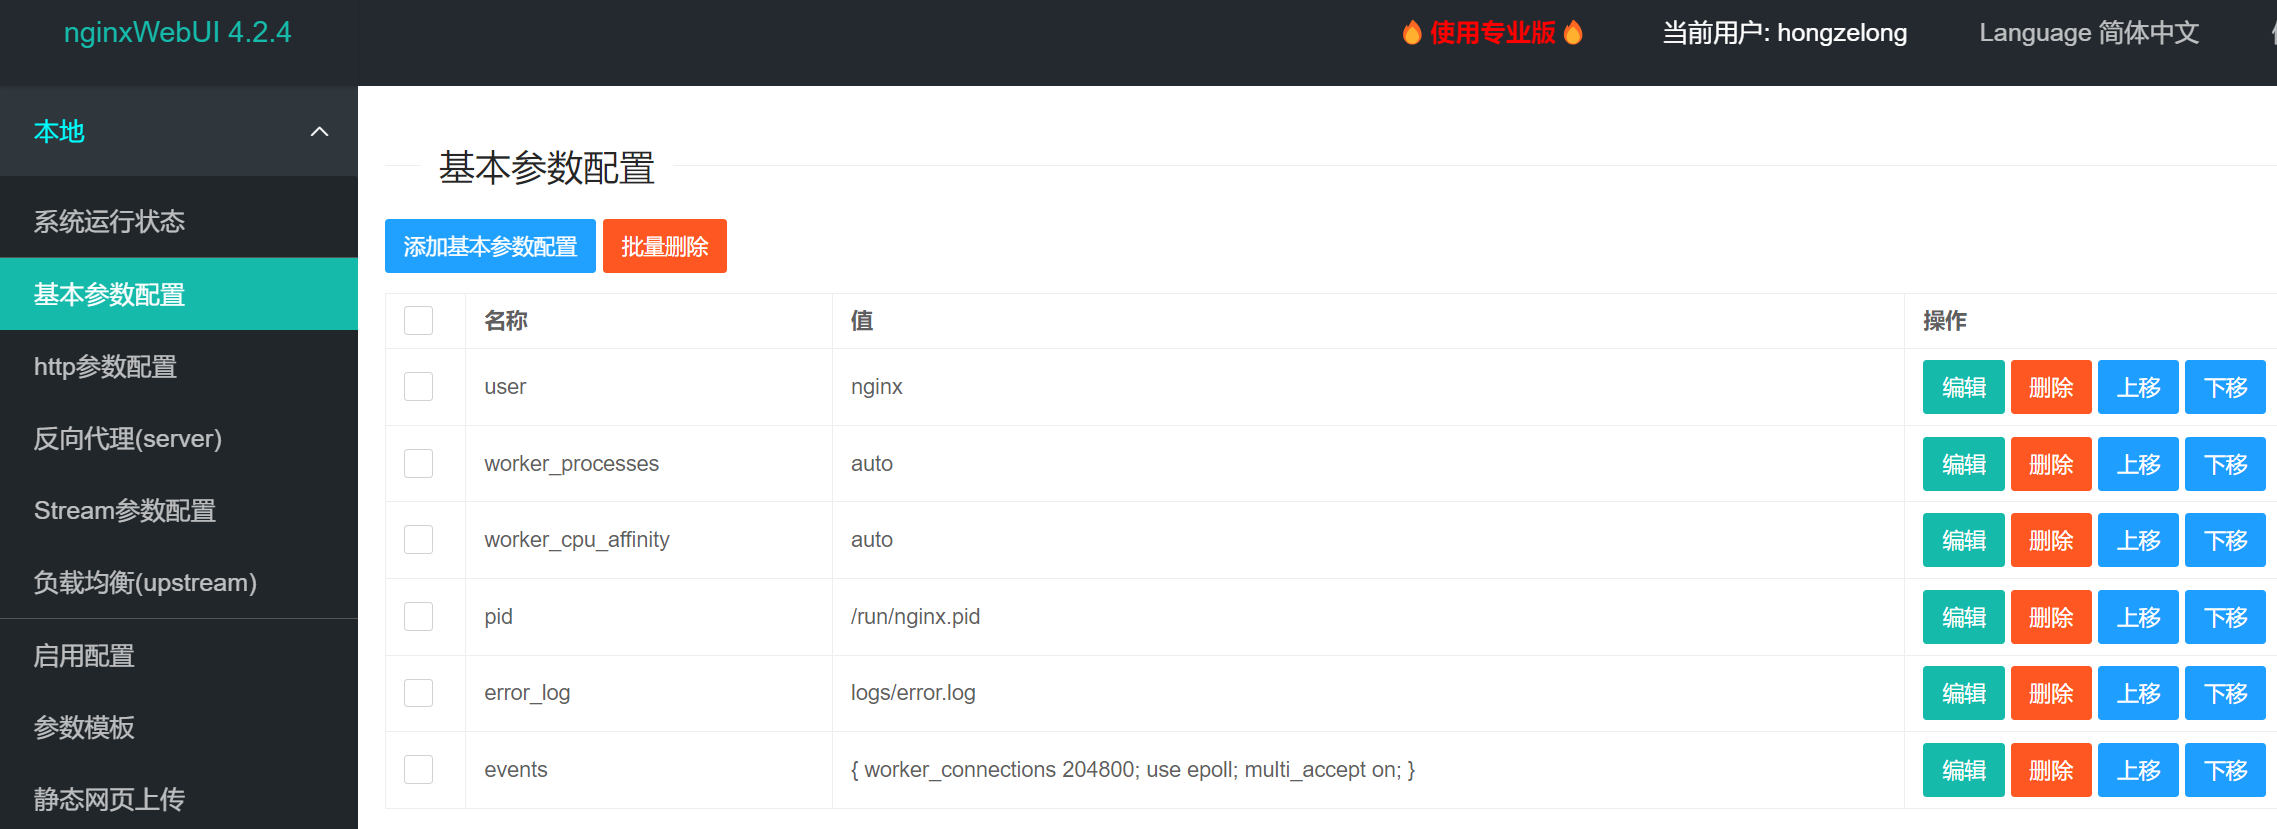 nginxWebUI 4.2.4
使用专业版
当前用户: hongzelong
Language 简体中文
本地
系统运行状态
基本参数配置
http参数配置
反向代理(server)
Stream参数配置
负载均衡(upstream)
启用配置
参数模板
静态网页上传
基本参数配置
添加基本参数配置 批量删除
名称 值 操作
user nginx 编辑 删除 上移 下移
worker_processes auto 编辑 删除 上移 下移
worker_cpu_affinity auto 编辑 删除 上移 下移
pid /run/nginx.pid 编辑 删除 上移 下移
error_log logs/error.log 编辑 删除 上移 下移
events { worker_connections 204800; use epoll; multi_accept on; } 编辑 删除 上移 下移